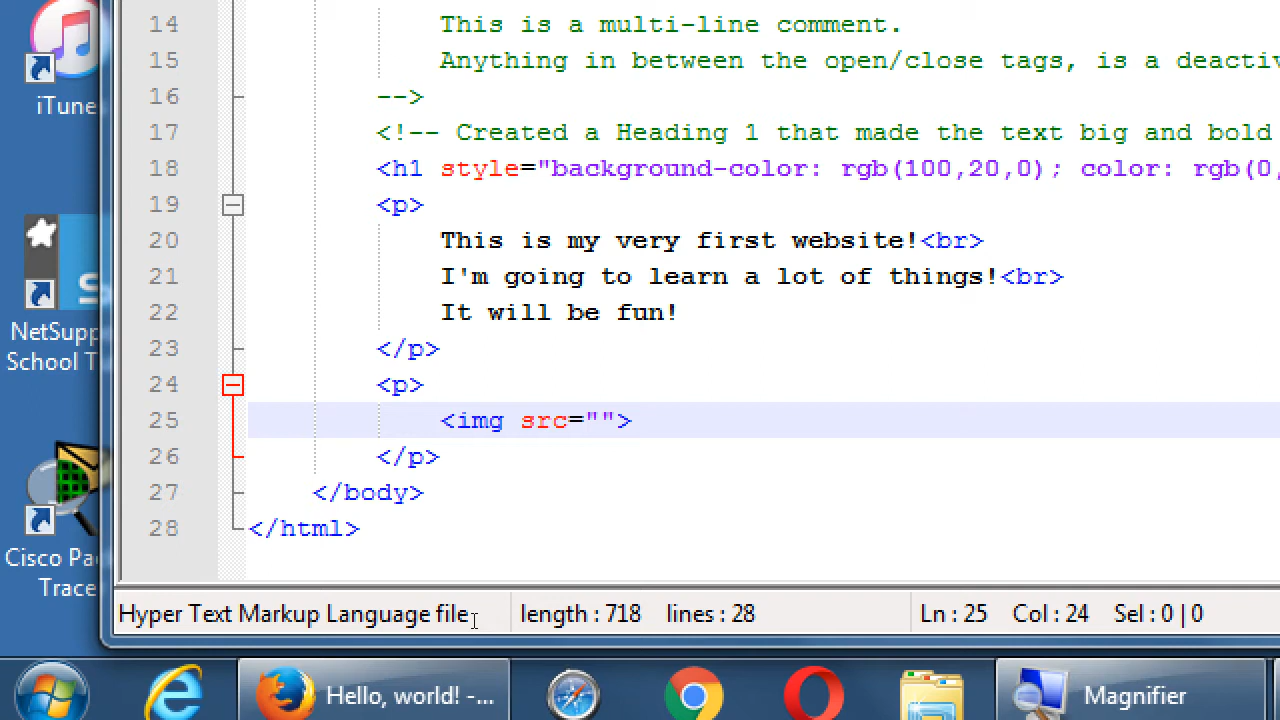 14 This is a multi-line comment.
15 Anything in between the open/close tags, is a deactiv
16 -->
17 <!-- Created a Heading 1 that made the text big and bold
18 <h1 style="background-color: rgb(100,20,0); color: rgb(0,
19 <p>
20 This is my very first website!<br>
21 I'm going to learn a lot of things!<br>
22 It will be fun!
23 </p>
24 <p>
25 <img src="">
26 </p>
27 </body>
28 </html>
Hyper Text Markup Language file length : 718 lines : 28 Ln : 25 Col : 24 Sel : 0 | 0
iTune
NetSupp
School T
Cisco Pac
Trace
Hello, world! -... Magnifier